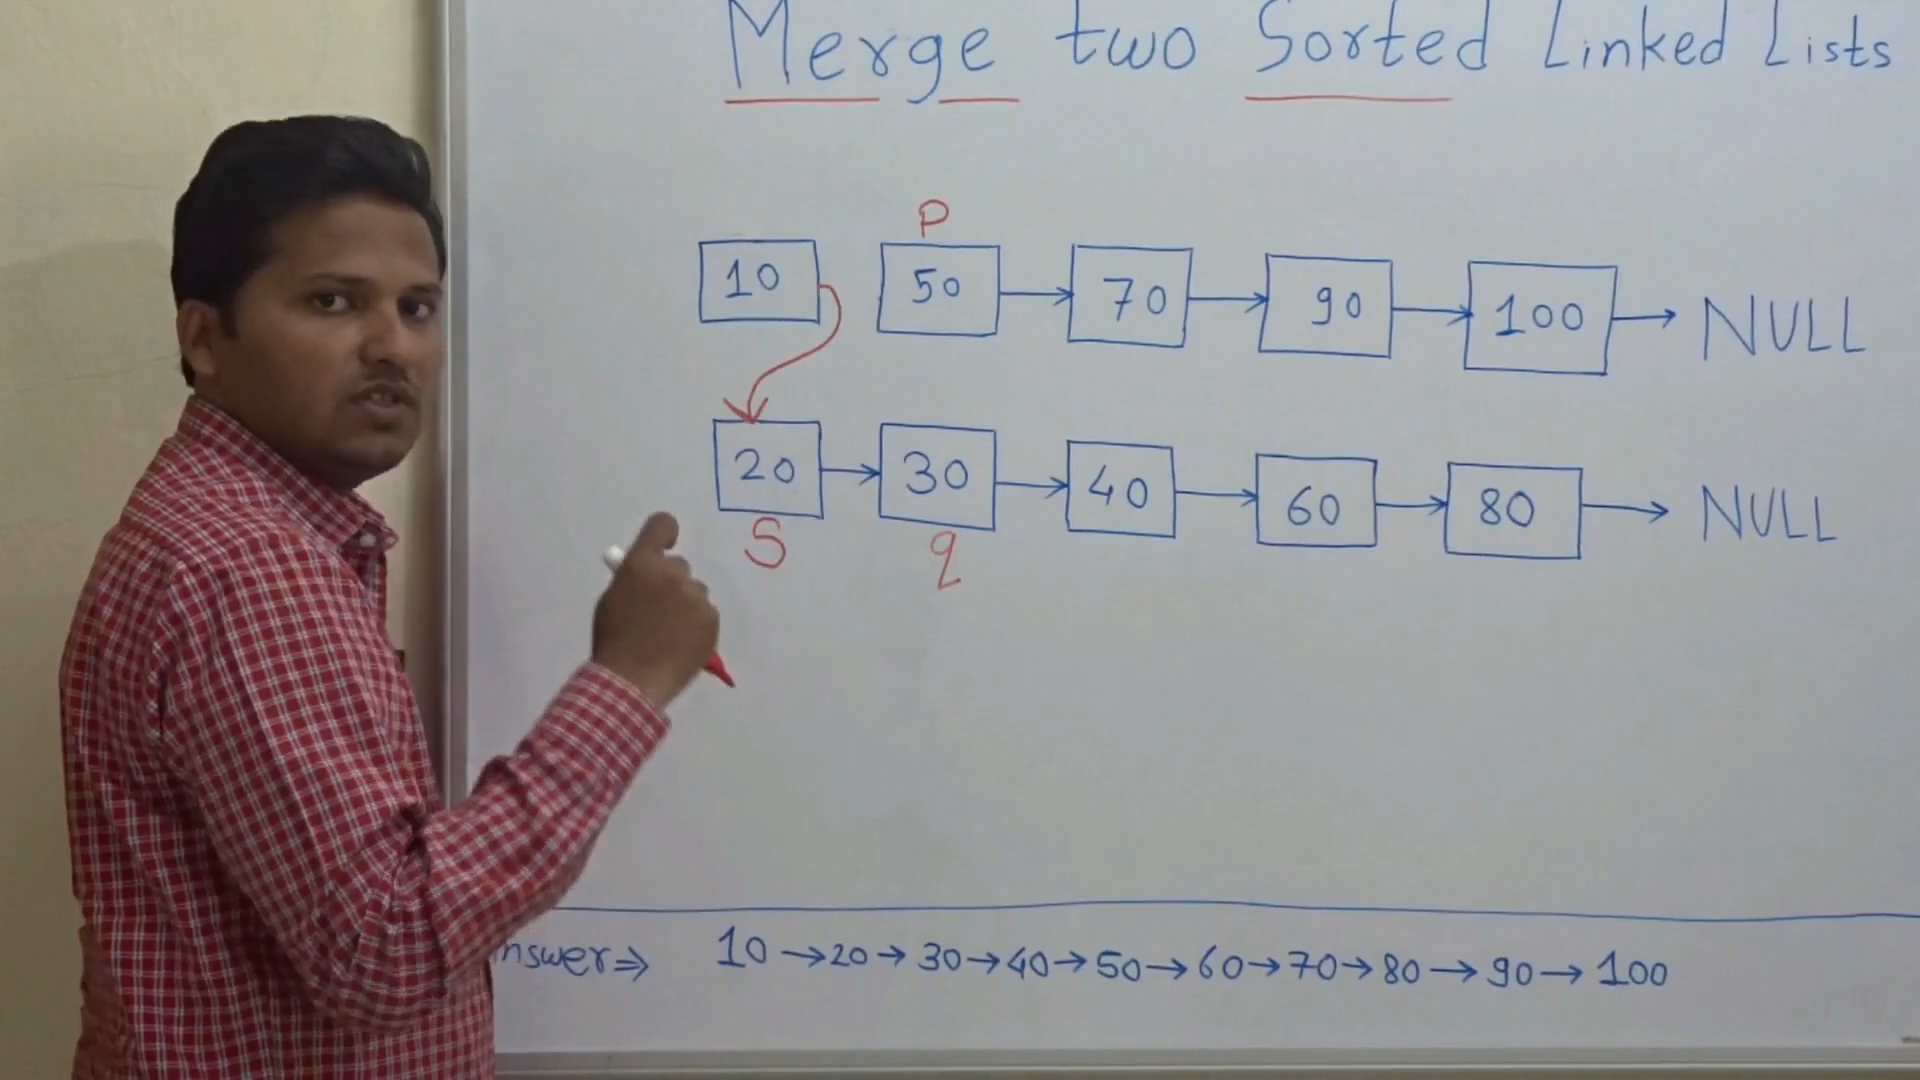 Merge two Sorted Linked Lists
P
10 50 → 70 → 90 → 100 → NULL
20 → 30 → 40 → 60 → 80 → NULL
S q
nswer⇒ 10 → 20 → 30 → 40 → 50 → 60 → 70 → 80 → 90 → 100